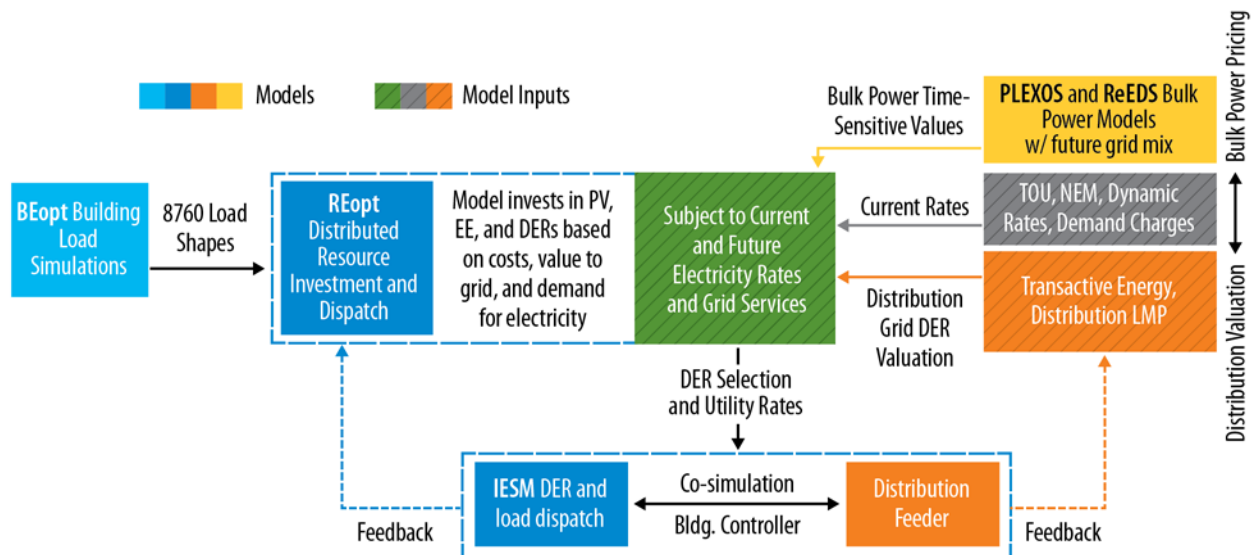 Models
Model Inputs
BEopt Building
Load
Simulations
8760 Load
Shapes
REopt
Distributed
Resource
Investment and
Dispatch
Model invests in PV,
EE, and DERs based
on costs, value to
grid, and demand
for electricity
Subject to Current
and Future
Electricity Rates
and Grid Services
Bulk Power Time-
Sensitive Values
Current Rates
Distribution
Grid DER
Valuation
PLEXOS and ReEDS Bulk
Power Models
w/ future grid mix
TOU, NEM, Dynamic
Rates, Demand Charges
Transactive Energy,
Distribution LMP
Bulk Power Pricing
Distribution Valuation
DER Selection
and Utility Rates
Feedback
IESM DER and
load dispatch
Co-simulation
Bldg. Controller
Distribution
Feeder
Feedback